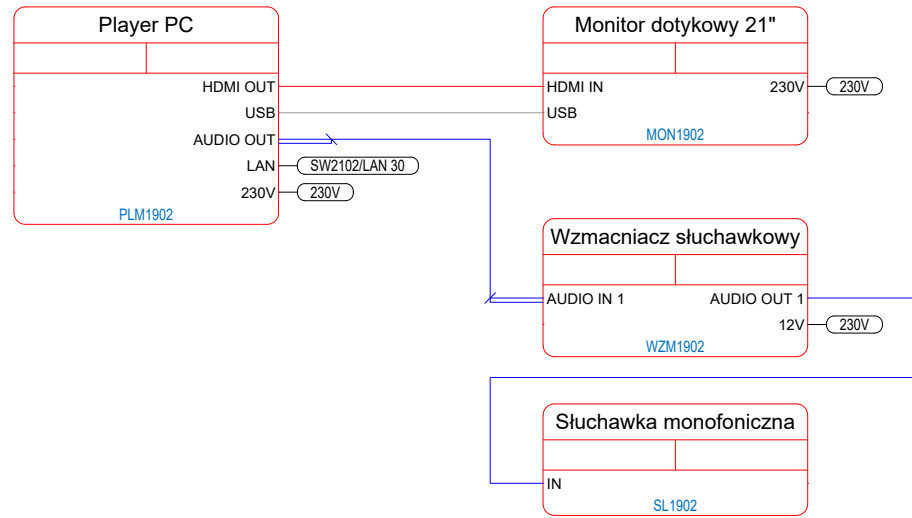 Player PC
HDMI OUT
USB
AUDIO OUT
LAN
SW2102/LAN 30
230V
230V
PLM1902
Monitor dotykowy 21"
HDMI IN
230V
230V
USB
MON1902
Wzmacniacz słuchawkowy
AUDIO IN 1
AUDIO OUT 1
12V
230V
WZM1902
Słuchawka monofoniczna
IN
SL1902